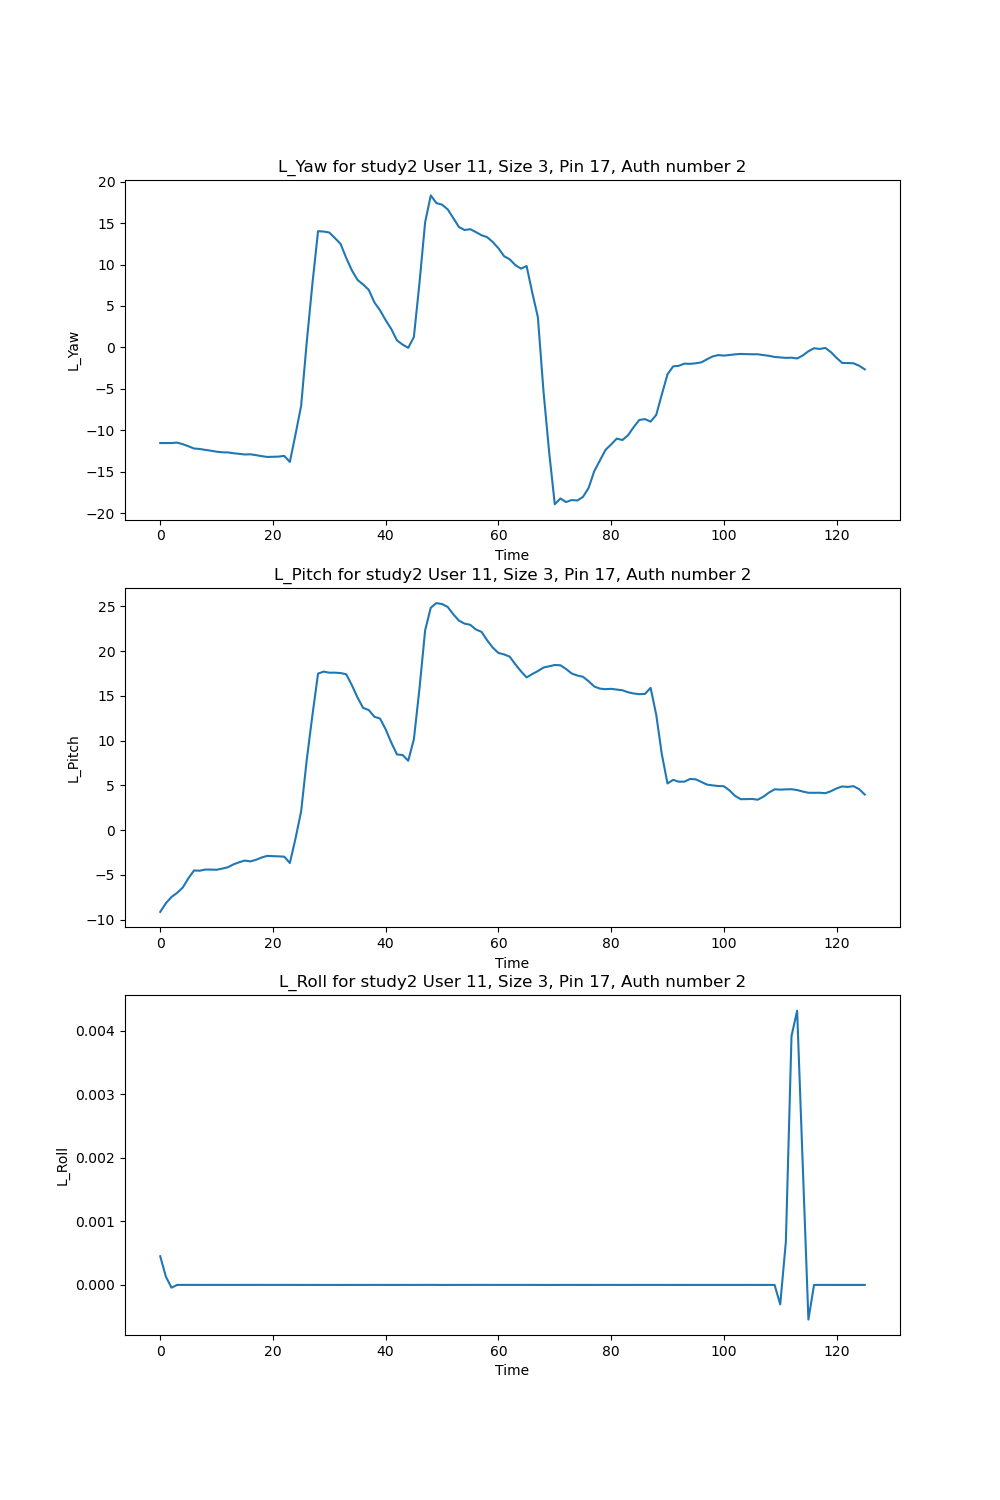 L_Yaw for study2 User 11, Size 3, Pin 17, Auth number 2
20
15
10
5
0
−5
−10
−15
−20
L_Yaw
0 20 40 60 80 100 120
Time
L_Pitch for study2 User 11, Size 3, Pin 17, Auth number 2
25
20
15
10
5
0
−5
−10
L_Pitch
0 20 40 60 80 100 120
Time
L_Roll for study2 User 11, Size 3, Pin 17, Auth number 2
0.004
0.003
0.002
0.001
0.000
L_Roll
0 20 40 60 80 100 120
Time